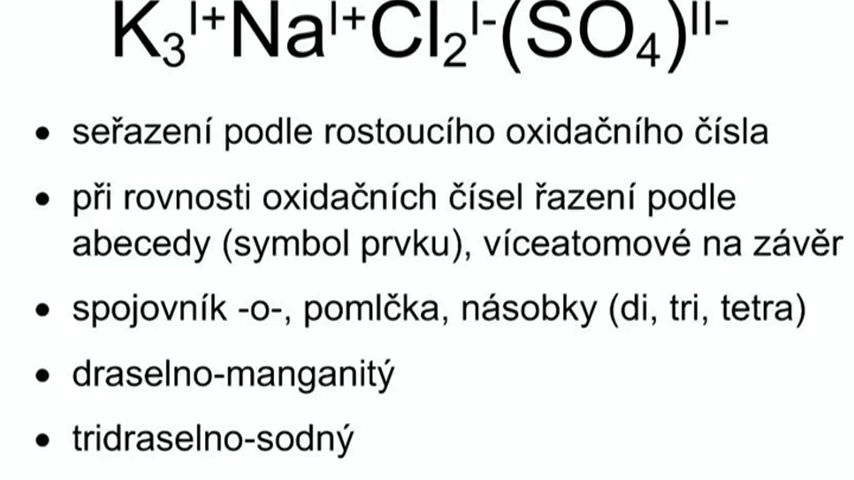 K₃ᴵ⁺Naᴵ⁺Cl₂ᴵ⁻(SO₄)ᴵᴵ⁻
• seřazení podle rostoucího oxidačního čísla
• při rovnosti oxidačních čísel řazení podle
abecedy (symbol prvku), víceatomové na závěr
• spojovník -o-, pomlčka, násobky (di, tri, tetra)
• draselno-manganitý
• tridraselno-sodný